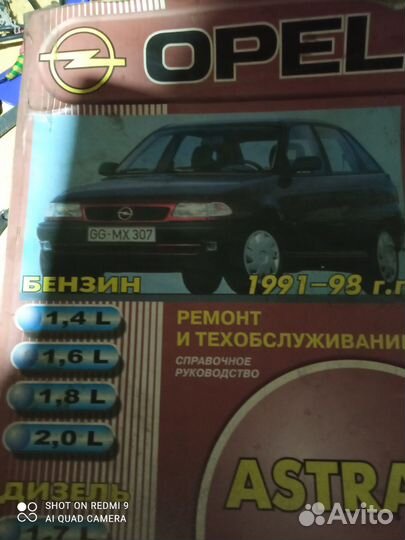 OPEL
GG-MX 307
БЕНЗИН
1991-98 г.г
1,4 L
1,6 L
1,8 L
2,0 L
РЕМОНТ
И ТЕХОБСЛУЖИВАНИ
СПРАВОЧНОЕ
РУКОВОДСТВО
ASTRA
ДИЗЕЛЬ
SHOT ON REDMI 9
AI QUAD CAMERA
Avito